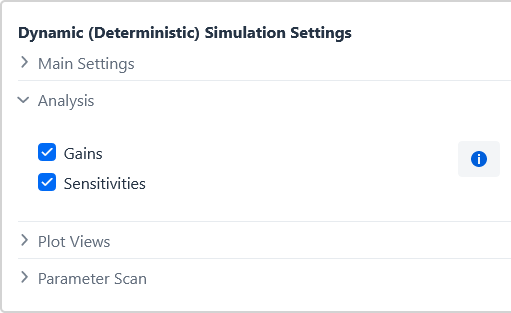 Dynamic (Deterministic) Simulation Settings
Main Settings
Analysis
Gains
Sensitivities
Plot Views
Parameter Scan